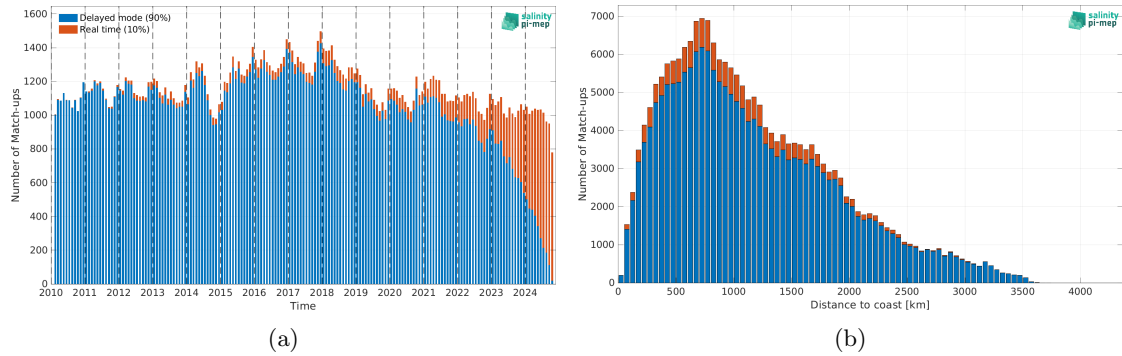 Delayed mode (90%)
Real time (10%)
salinity
pi-mep
Number of Match-ups
1600
1400
1200
1000
800
600
400
200
0
2010 2011 2012 2013 2014 2015 2016 2017 2018 2019 2020 2021 2022 2023 2024
Time
(a)
salinity
pi-mep
Number of Match-ups
7000
6000
5000
4000
3000
2000
1000
0
0 500 1000 1500 2000 2500 3000 3500 4000
Distance to coast [km]
(b)